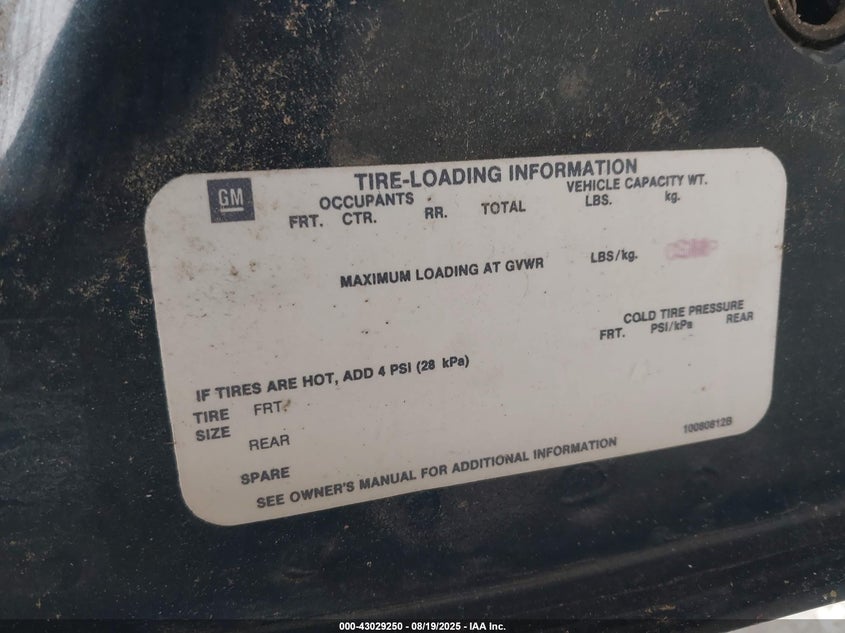 GM
TIRE-LOADING INFORMATION
OCCUPANTS VEHICLE CAPACITY WT.
FRT. CTR. RR. TOTAL LBS. kg.
MAXIMUM LOADING AT GVWR LBS/kg.
COLD TIRE PRESSURE
FRT. PSI/kPa REAR
IF TIRES ARE HOT, ADD 4 PSI (28 kPa)
TIRE FRT.
SIZE
REAR
SPARE
SEE OWNER'S MANUAL FOR ADDITIONAL INFORMATION
10080812B
000-43029250 - 08/19/2025 - IAA Inc.